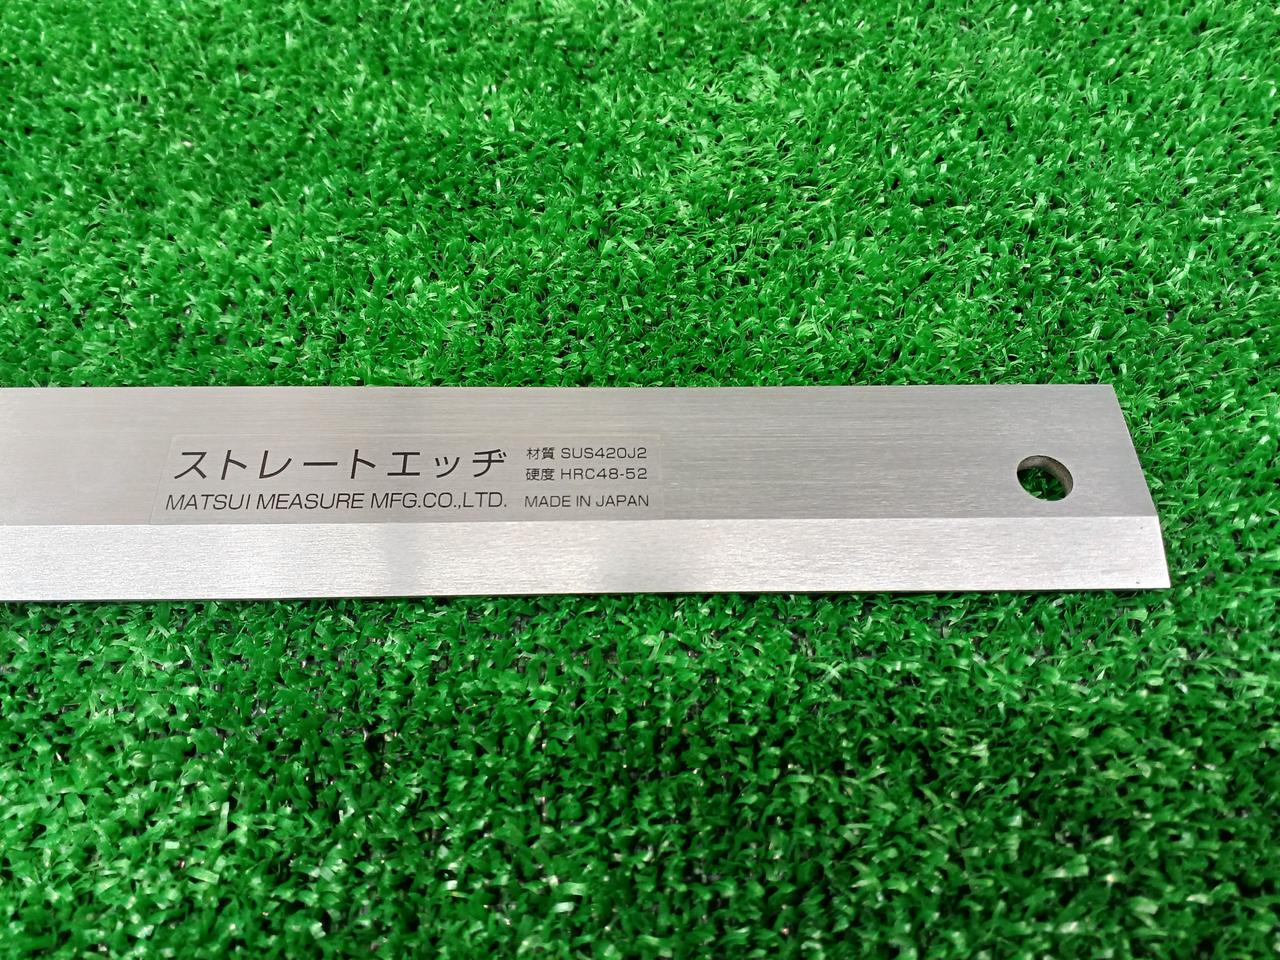 ストレートエッヂ
材質 SUS420J2
硬度 HRC48-52
MATSUI MEASURE MFG.CO.,LTD.
MADE IN JAPAN